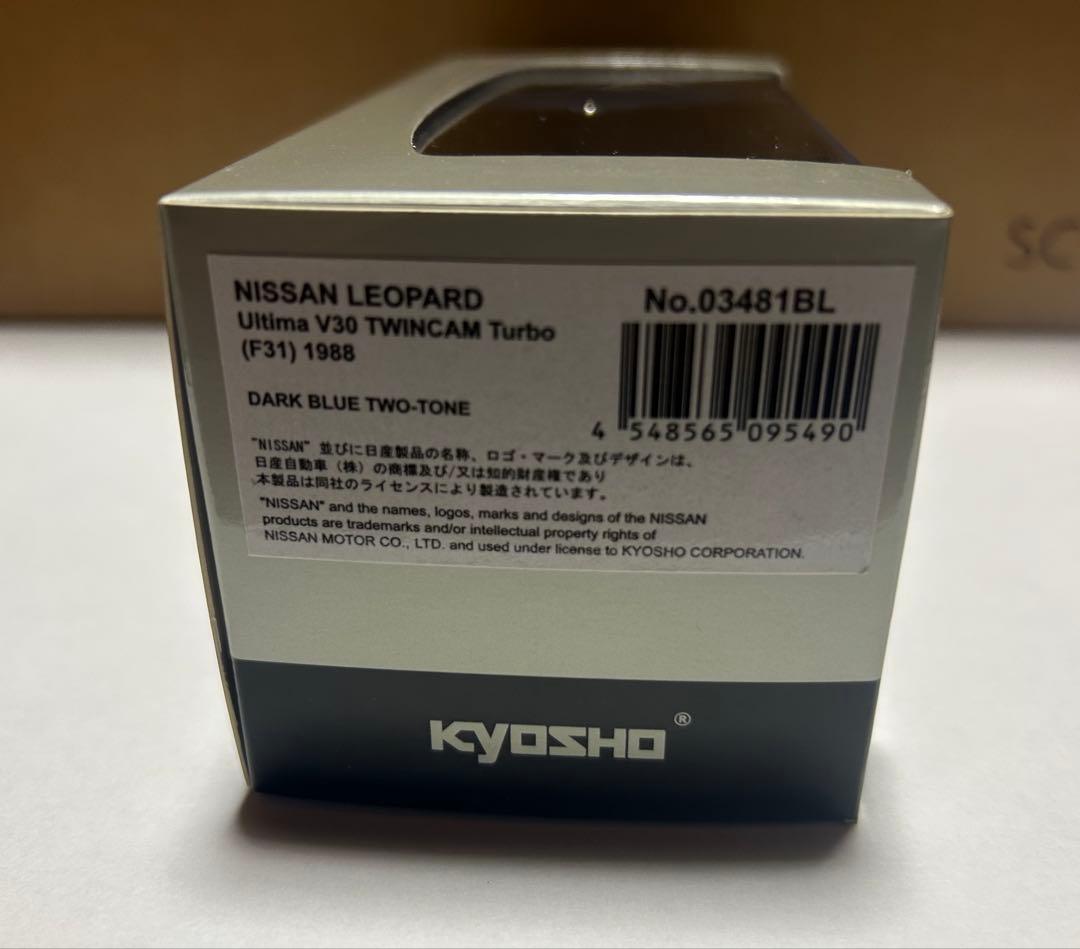 NISSAN LEOPARD
Ultima V30 TWINCAM Turbo
(F31) 1988
DARK BLUE TWO-TONE
No.03481BL
4 548565 095490
"NISSAN" 並びに日産製品の名称、ロゴ・マーク及びデザインは、
日産自動車（株）の商標及び/又は知的財産権であり
本製品は同社のライセンスにより製造されています。
"NISSAN" and the names, logos, marks and designs of the NISSAN
products are trademarks and/or intellectual property rights of
NISSAN MOTOR CO., LTD. and used under license to KYOSHO CORPORATION.
KYOSHO®
SC